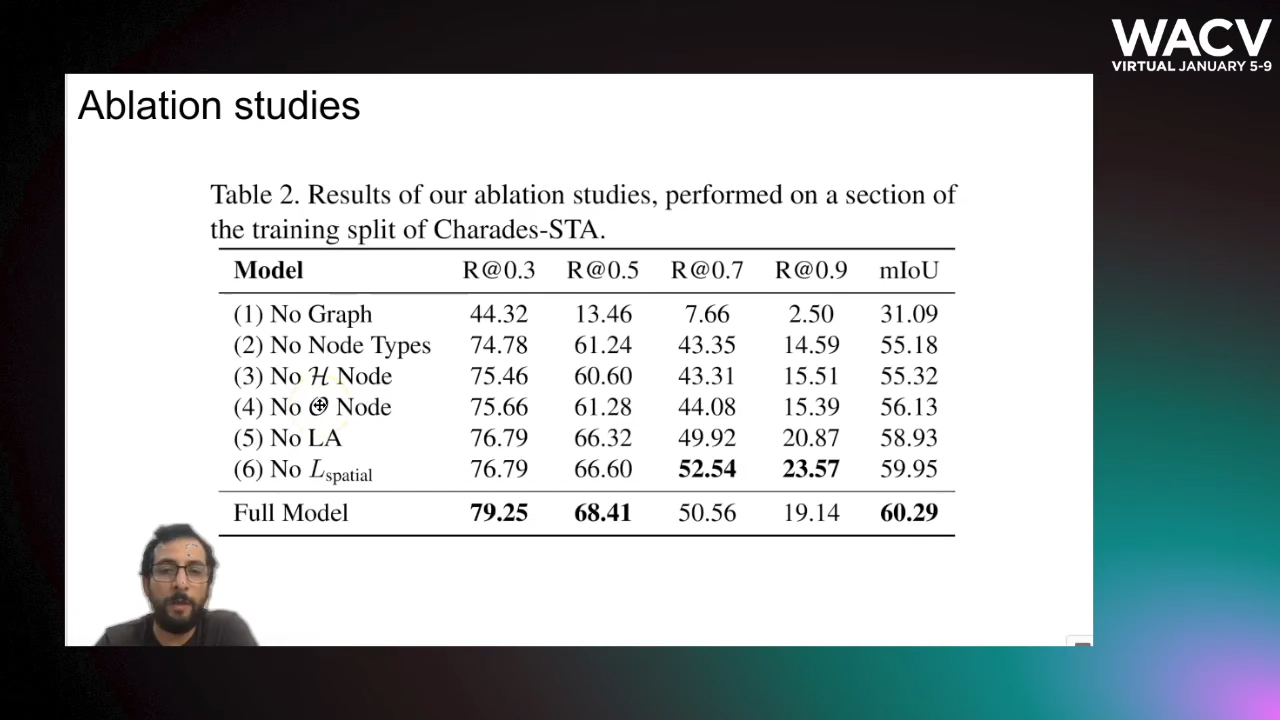 WACV
VIRTUAL JANUARY 5-9
Ablation studies
Table 2. Results of our ablation studies, performed on a section of
the training split of Charades-STA.
Model R@0.3 R@0.5 R@0.7 R@0.9 mIoU
(1) No Graph 44.32 13.46 7.66 2.50 31.09
(2) No Node Types 74.78 61.24 43.35 14.59 55.18
(3) No ℋ Node 75.46 60.60 43.31 15.51 55.32
(4) No 𝒪 Node 75.66 61.28 44.08 15.39 56.13
(5) No LA 76.79 66.32 49.92 20.87 58.93
(6) No L_spatial 76.79 66.60 52.54 23.57 59.95
Full Model 79.25 68.41 50.56 19.14 60.29